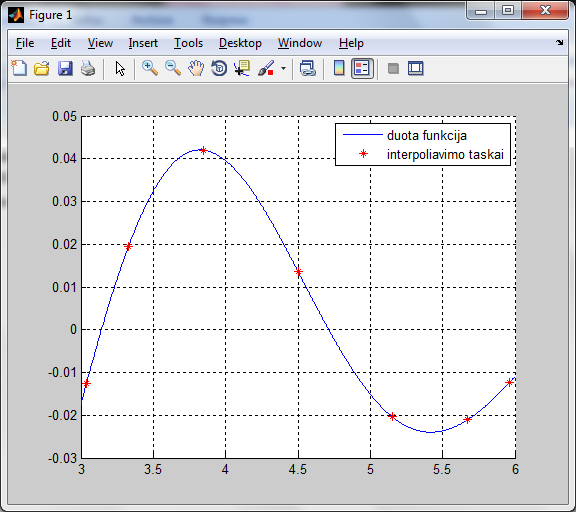 Figure 1
File Edit View Insert Tools Desktop Window Help
0.05
0.04
0.03
0.02
0.01
0
-0.01
-0.02
-0.03
3 3.5 4 4.5 5 5.5 6
duota funkcija
interpoliavimo taskai